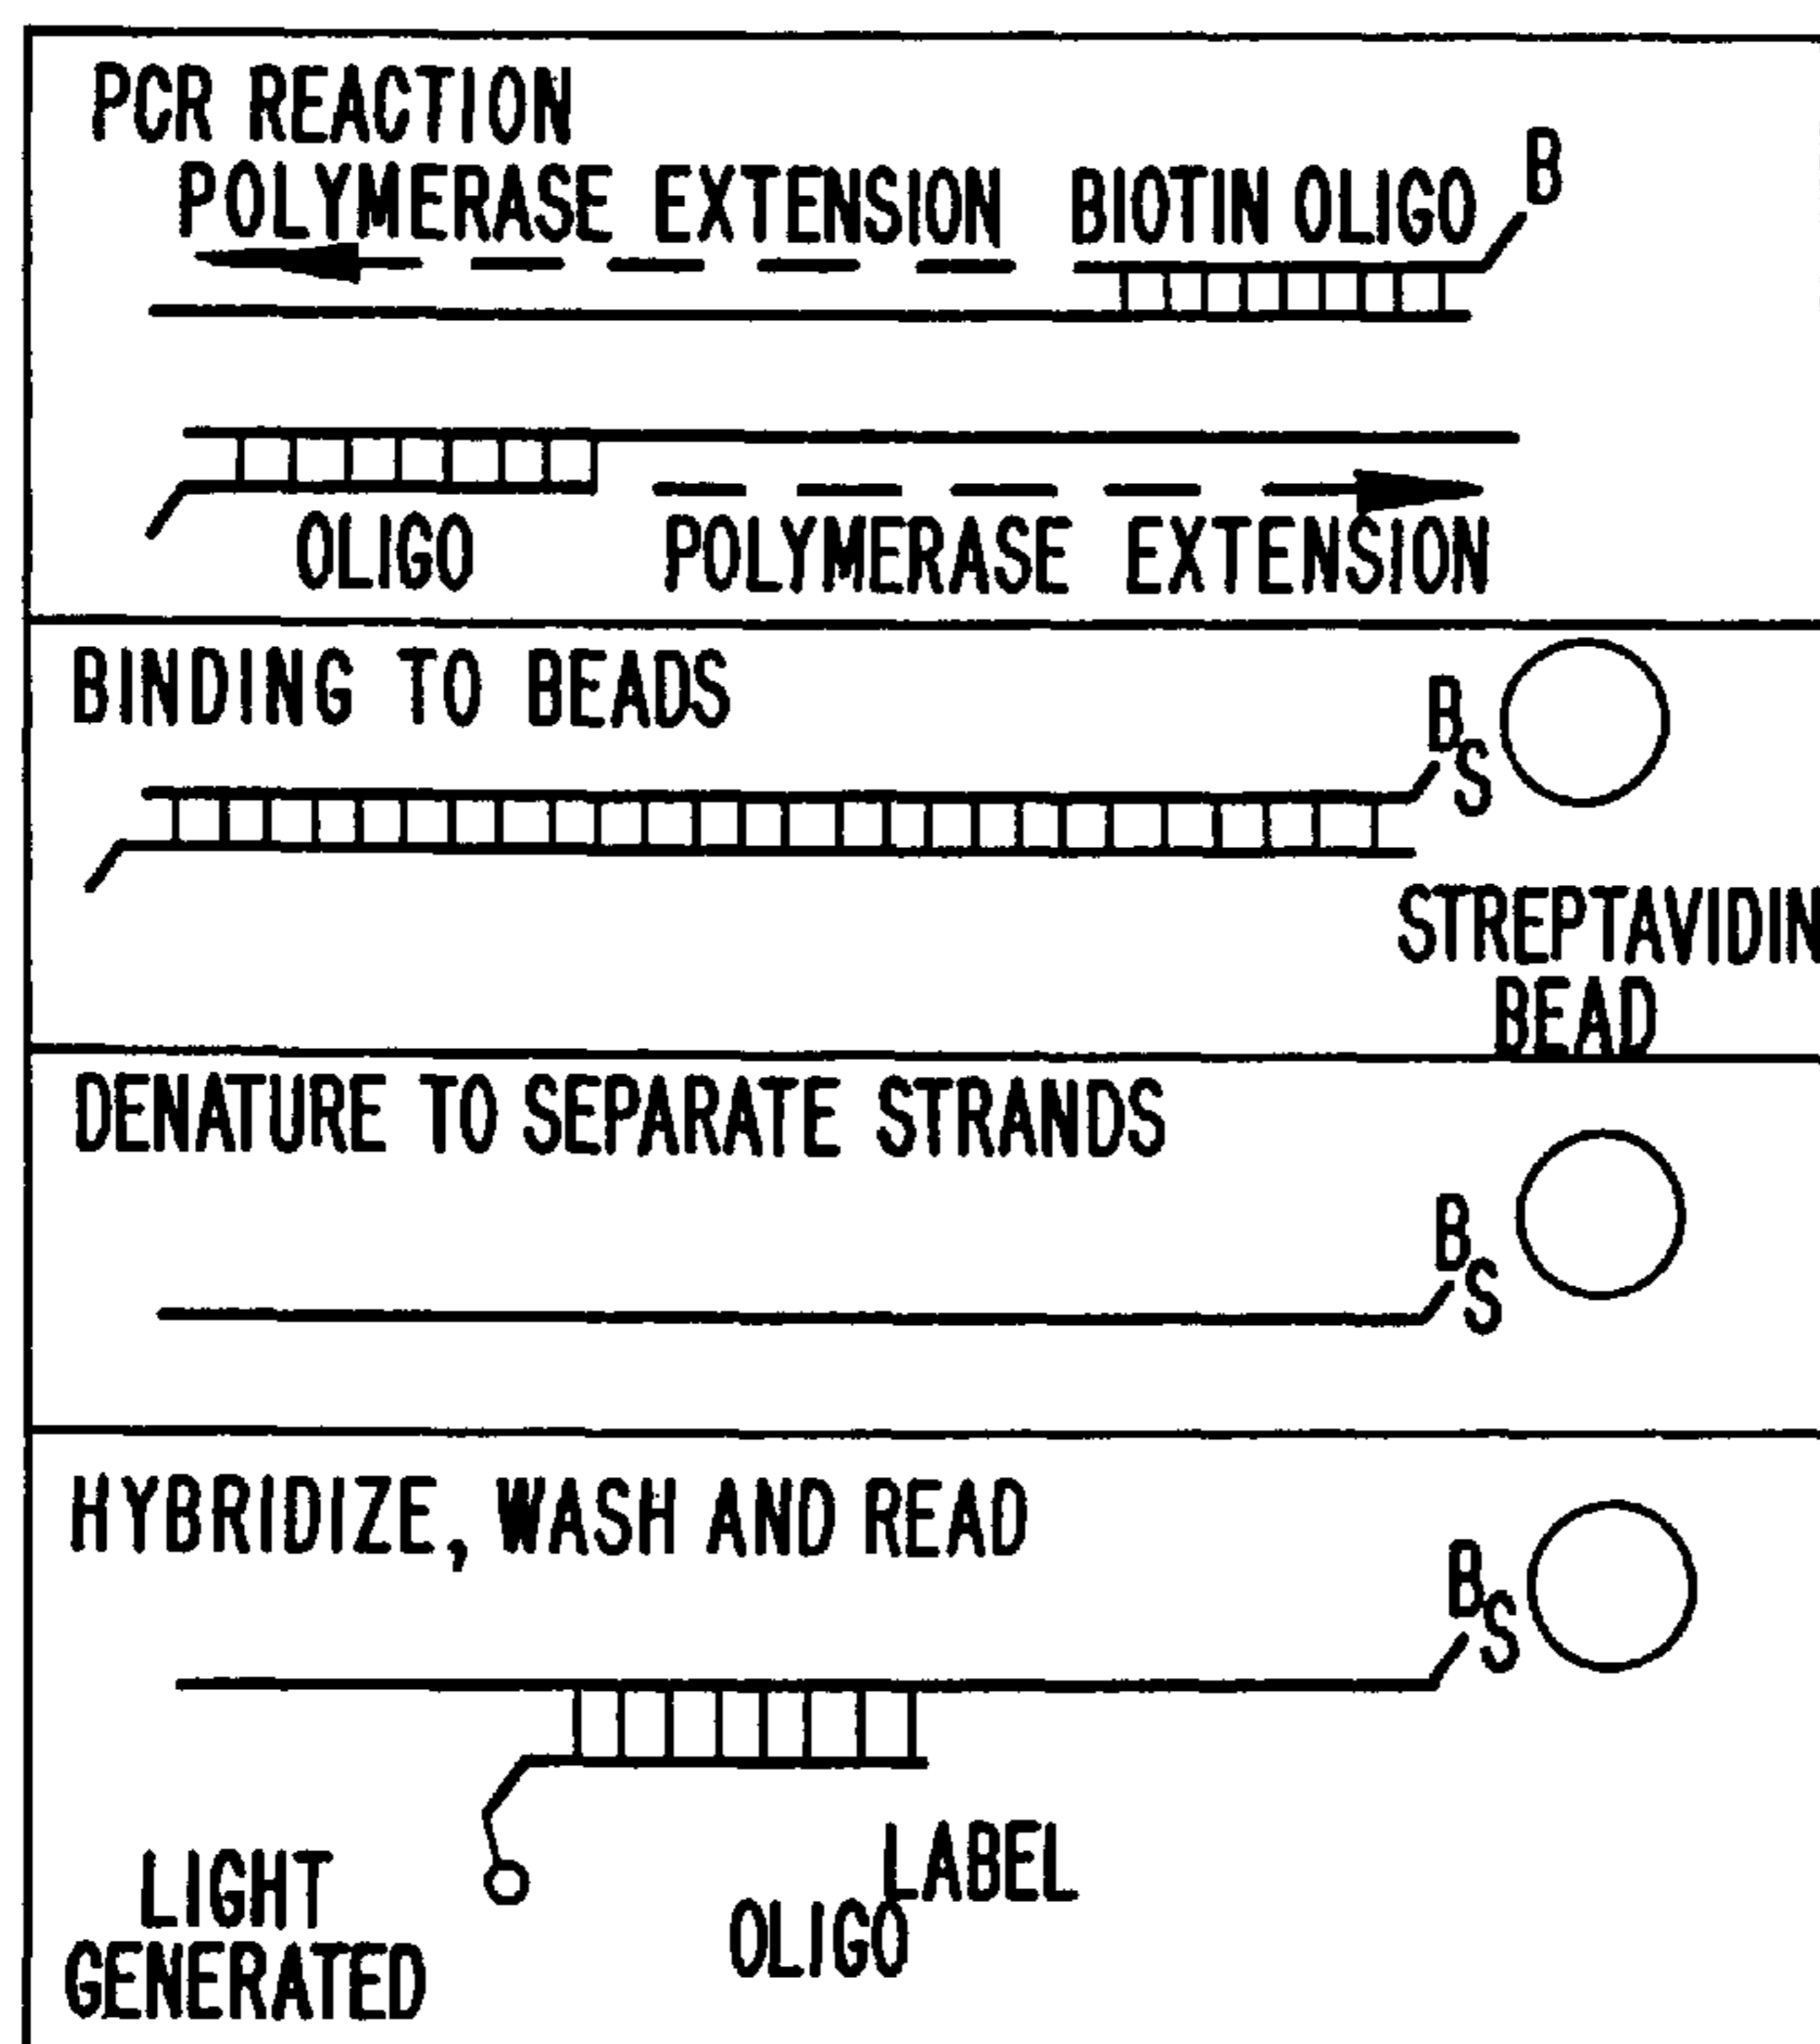 PCR REACTION
POLYMERASE EXTENSION BIOTIN OLIGO B
OLIGO POLYMERASE EXTENSION
BINDING TO BEADS
B
S
STREPTAVIDIN
BEAD
DENATURE TO SEPARATE STRANDS
B
S
HYBRIDIZE, WASH AND READ
B
S
LIGHT
GENERATED
LABEL
OLIGO